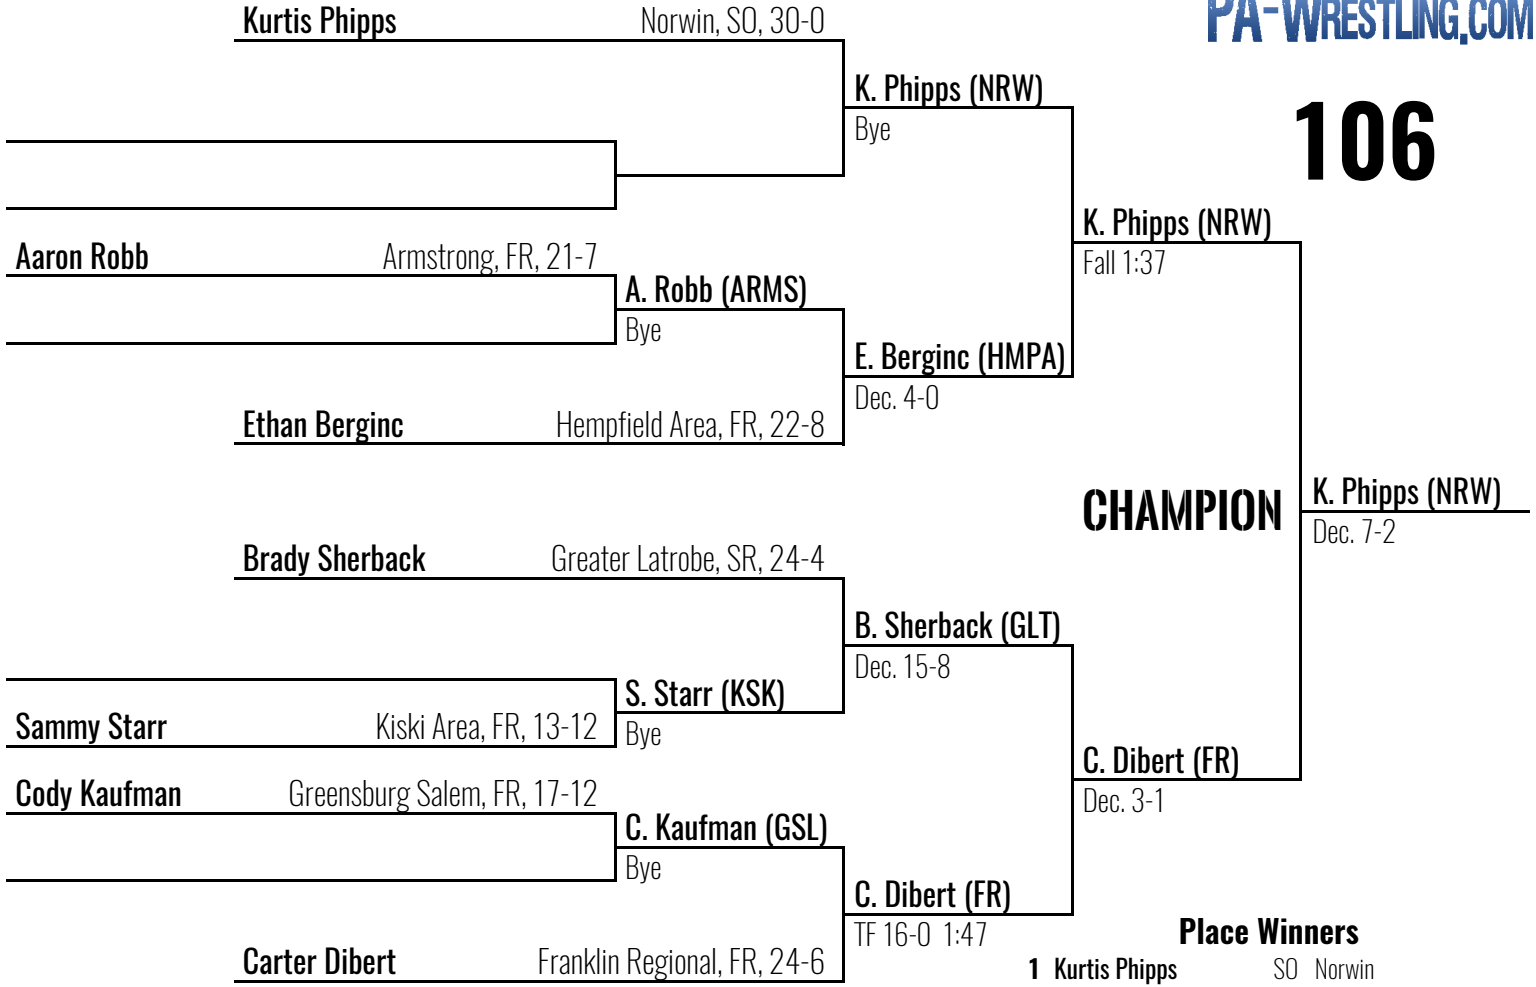 Kurtis Phipps Norwin, SO, 30-0
PA-WRESTLING.COM
K. Phipps (NRW)
Bye
106
K. Phipps (NRW)
Fall 1:37
Aaron Robb Armstrong, FR, 21-7
A. Robb (ARMS)
Bye
E. Berginc (HMPA)
Dec. 4-0
Ethan Berginc Hempfield Area, FR, 22-8
CHAMPION
K. Phipps (NRW)
Dec. 7-2
Brady Sherback Greater Latrobe, SR, 24-4
B. Sherback (GLT)
Dec. 15-8
S. Starr (KSK)
Bye
Sammy Starr Kiski Area, FR, 13-12
C. Dibert (FR)
Dec. 3-1
Cody Kaufman Greensburg Salem, FR, 17-12
C. Kaufman (GSL)
Bye
C. Dibert (FR)
TF 16-0 1:47
Carter Dibert Franklin Regional, FR, 24-6
Place Winners
1 Kurtis Phipps SO Norwin